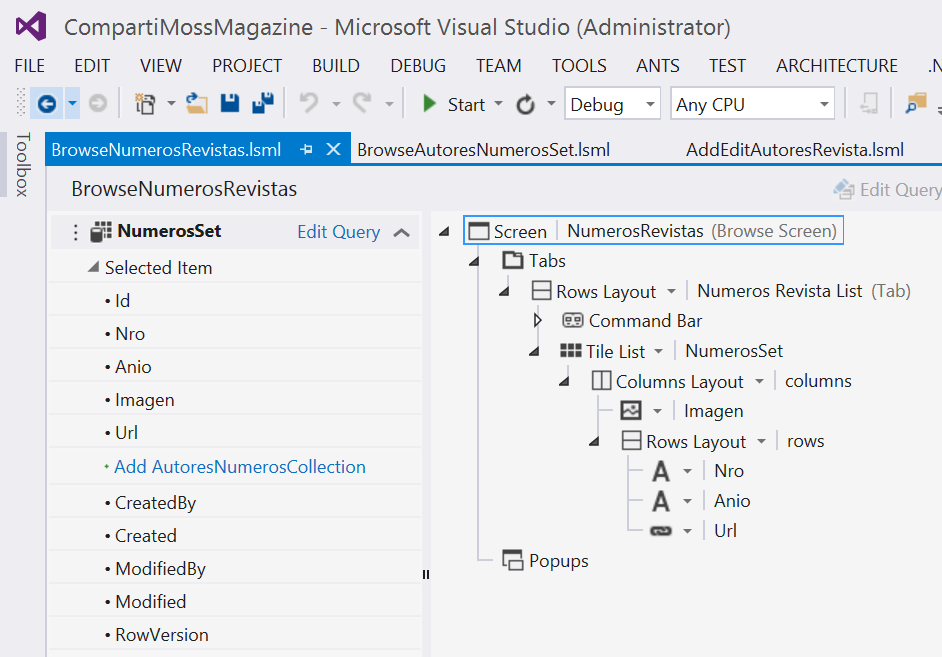 CompartiMossMagazine - Microsoft Visual Studio (Administrator)
FILE EDIT VIEW PROJECT BUILD DEBUG TEAM TOOLS ANTS TEST ARCHITECTURE .N
Start Debug Any CPU
Toolbox
BrowseNumerosRevistas.lsml BrowseAutoresNumerosSet.lsml AddEditAutoresRevista.lsml
BrowseNumerosRevistas
Edit Query
NumerosSet Edit Query
Selected Item
• Id
• Nro
• Anio
• Imagen
• Url
• Add AutoresNumerosCollection
• CreatedBy
• Created
• ModifiedBy
• Modified
• RowVersion
Screen | NumerosRevistas (Browse Screen)
Tabs
Rows Layout | Numeros Revista List (Tab)
Command Bar
Tile List | NumerosSet
Columns Layout | columns
Imagen
Rows Layout | rows
A | Nro
A | Anio
Url
Popups